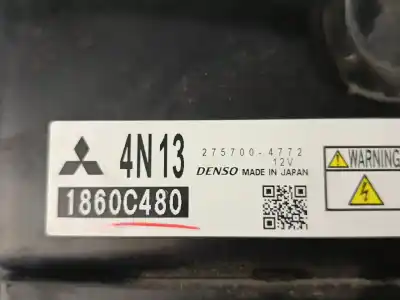 4N13
275700-4772
12V
DENSO MADE IN JAPAN
1860C480
WARNING